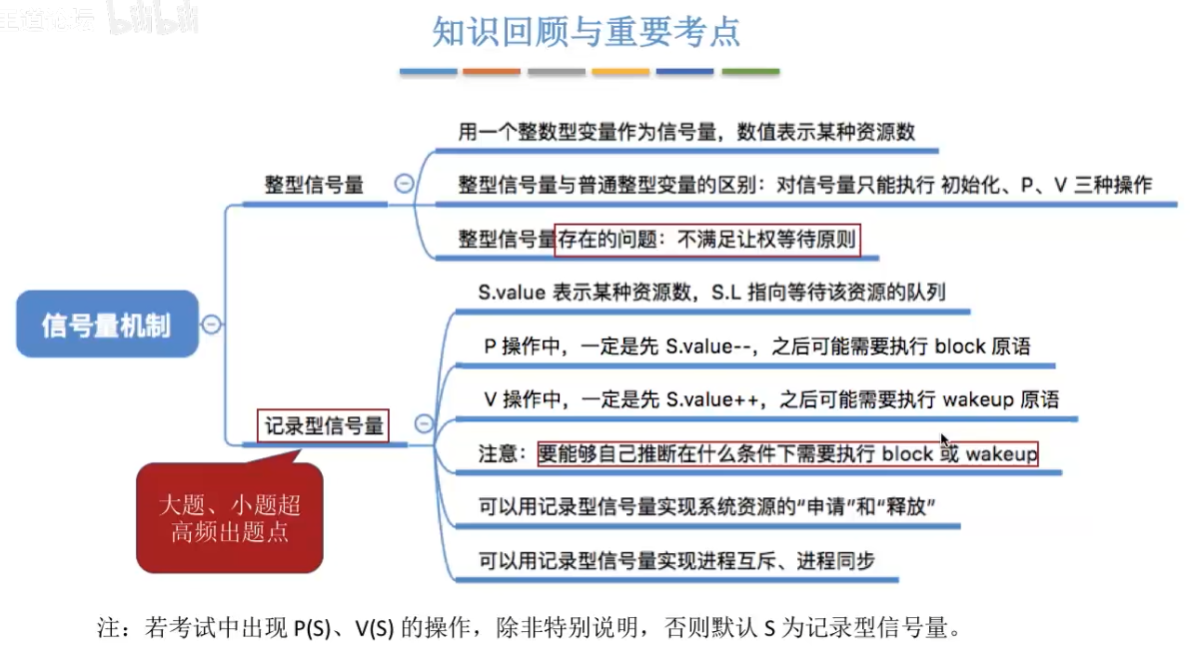 王道论坛 bilibili
知识回顾与重要考点
用一个整数型变量作为信号量，数值表示某种资源数
整型信号量
整型信号量与普通整型变量的区别：对信号量只能执行 初始化、P、V 三种操作
整型信号量存在的问题：不满足让权等待原则
信号量机制
S.value 表示某种资源数，S.L 指向等待该资源的队列
P 操作中，一定是先 S.value--，之后可能需要执行 block 原语
V 操作中，一定是先 S.value++，之后可能需要执行 wakeup 原语
记录型信号量
注意：要能够自己推断在什么条件下需要执行 block 或 wakeup
可以用记录型信号量实现系统资源的“申请”和“释放”
可以用记录型信号量实现进程互斥、进程同步
大题、小题超
高频出题点
注：若考试中出现 P(S)、V(S) 的操作，除非特别说明，否则默认 S 为记录型信号量。